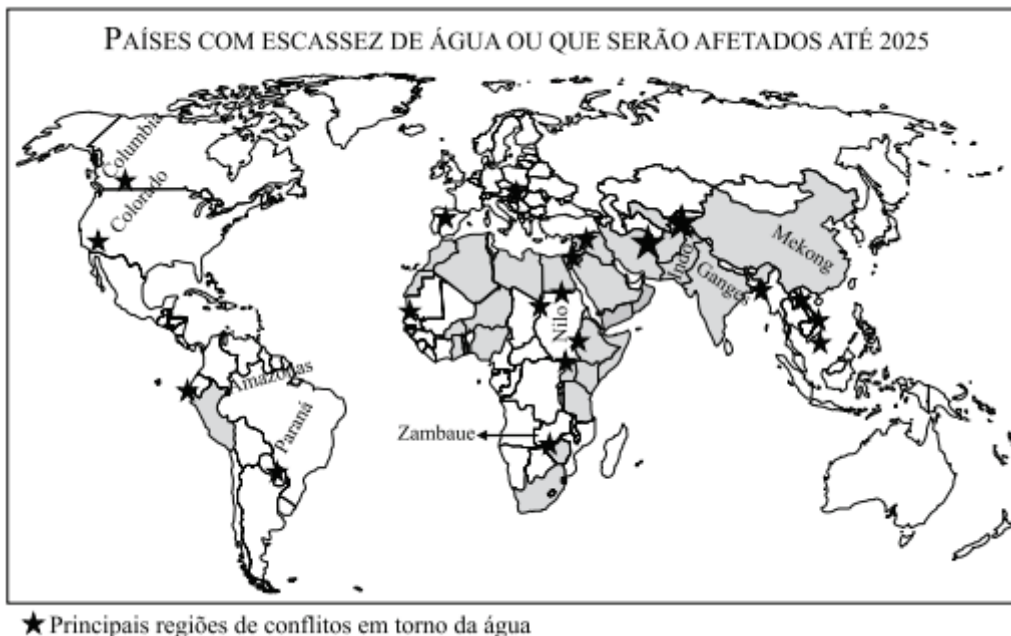 PAÍSES COM ESCASSEZ DE ÁGUA OU QUE SERÃO AFETADOS ATÉ 2025
Columbia
Colorado
Mekong
Indo
Ganges
Nilo
Amazonas
Paraná
Zambaue
★ Principais regiões de conflitos em torno da água